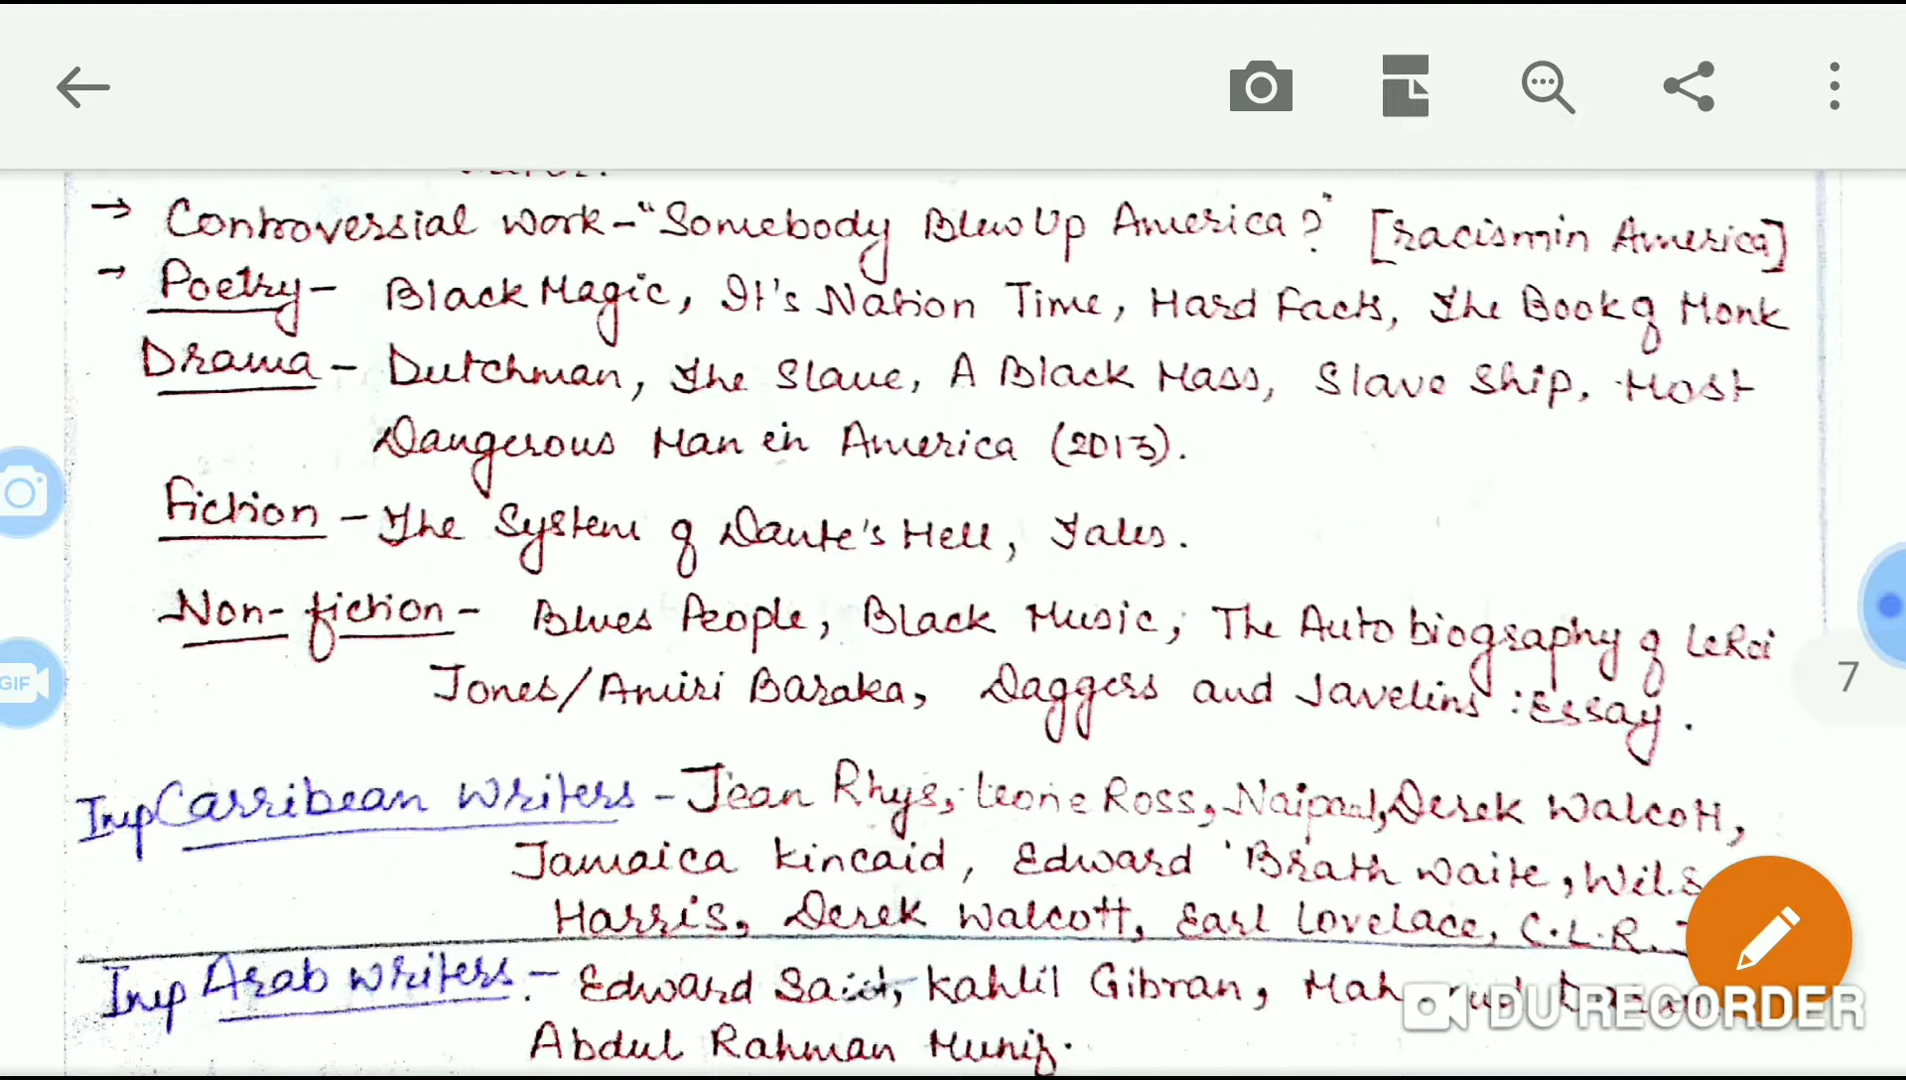 → Controversial work - "Somebody Blew Up America?" [racism in America]
→ Poetry - Black Magic, It's Nation Time, Hard Facts, The Book of Monk
Drama - Dutchman, The Slave, A Black Mass, Slave Ship, Most
Dangerous Man in America (2013).
Fiction - The System of Dante's Hell, Tales.
Non-fiction - Blues People, Black Music, The Autobiography of LeRoi
7
Jones/Amiri Baraka, Daggers and Javelins : Essay.
GIF
Imp Carribean writers - Jean Rhys, Leone Ross, Naipaul, Derek Walcott,
Jamaica Kincaid, Edward Brath waite, Wils
Harris, Derek Walcott, Earl Lovelace, C.L.R.
Imp Arab writers - Edward Said, Kahlil Gibran,
DU RECORDER
Abdul Rahman Munif.